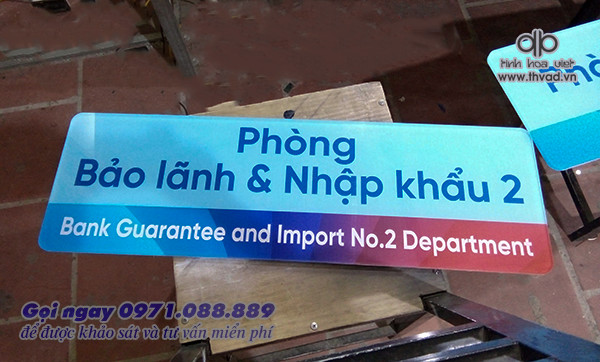 tinh hoa việt
www.thvad.vn
Phòng
Bảo lãnh & Nhập khẩu 2
Bank Guarantee and Import No.2 Department
Gọi ngay 0971.088.889
để được khảo sát và tư vấn miễn phí